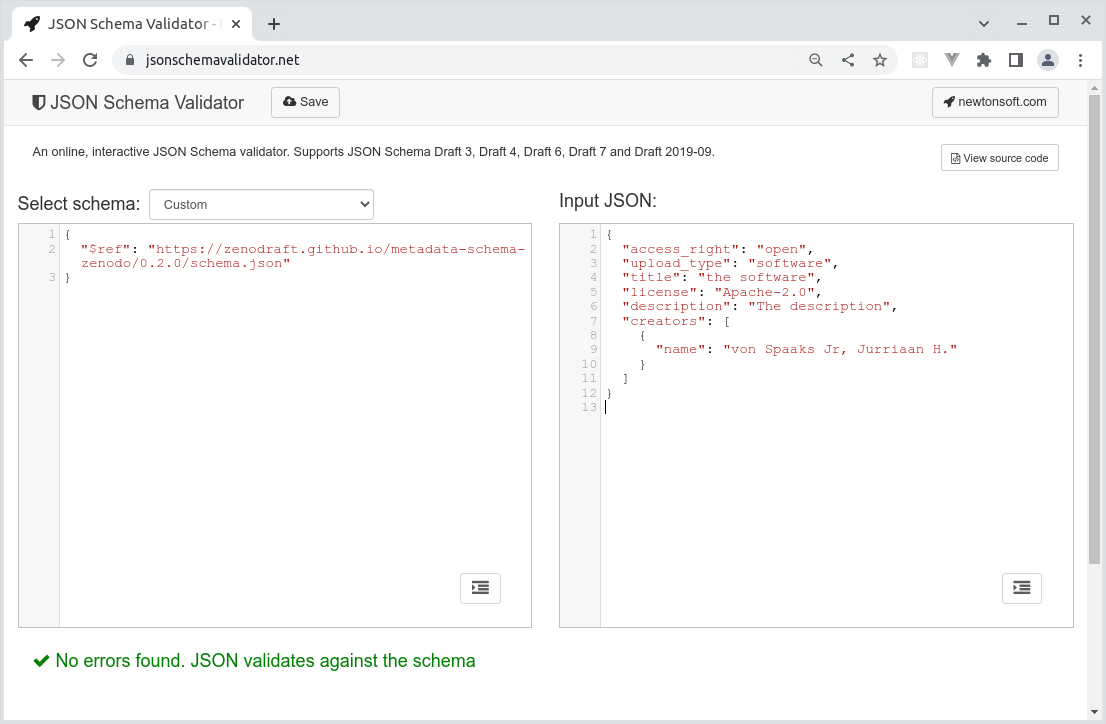 JSON Schema Validator -
jsonschemavalidator.net
JSON Schema Validator
Save
newtonsoft.com
An online, interactive JSON Schema validator. Supports JSON Schema Draft 3, Draft 4, Draft 6, Draft 7 and Draft 2019-09.
View source code
Select schema:
Custom
1 {
2 "$ref": "https://zenodraft.github.io/metadata-schema-
zenodo/0.2.0/schema.json"
3 }
Input JSON:
1 {
2 "access_right": "open",
3 "upload_type": "software",
4 "title": "the software",
5 "license": "Apache-2.0",
6 "description": "The description",
7 "creators": [
8 {
9 "name": "von Spaaks Jr, Jurriaan H."
10 }
11 ]
12 }
13
No errors found. JSON validates against the schema